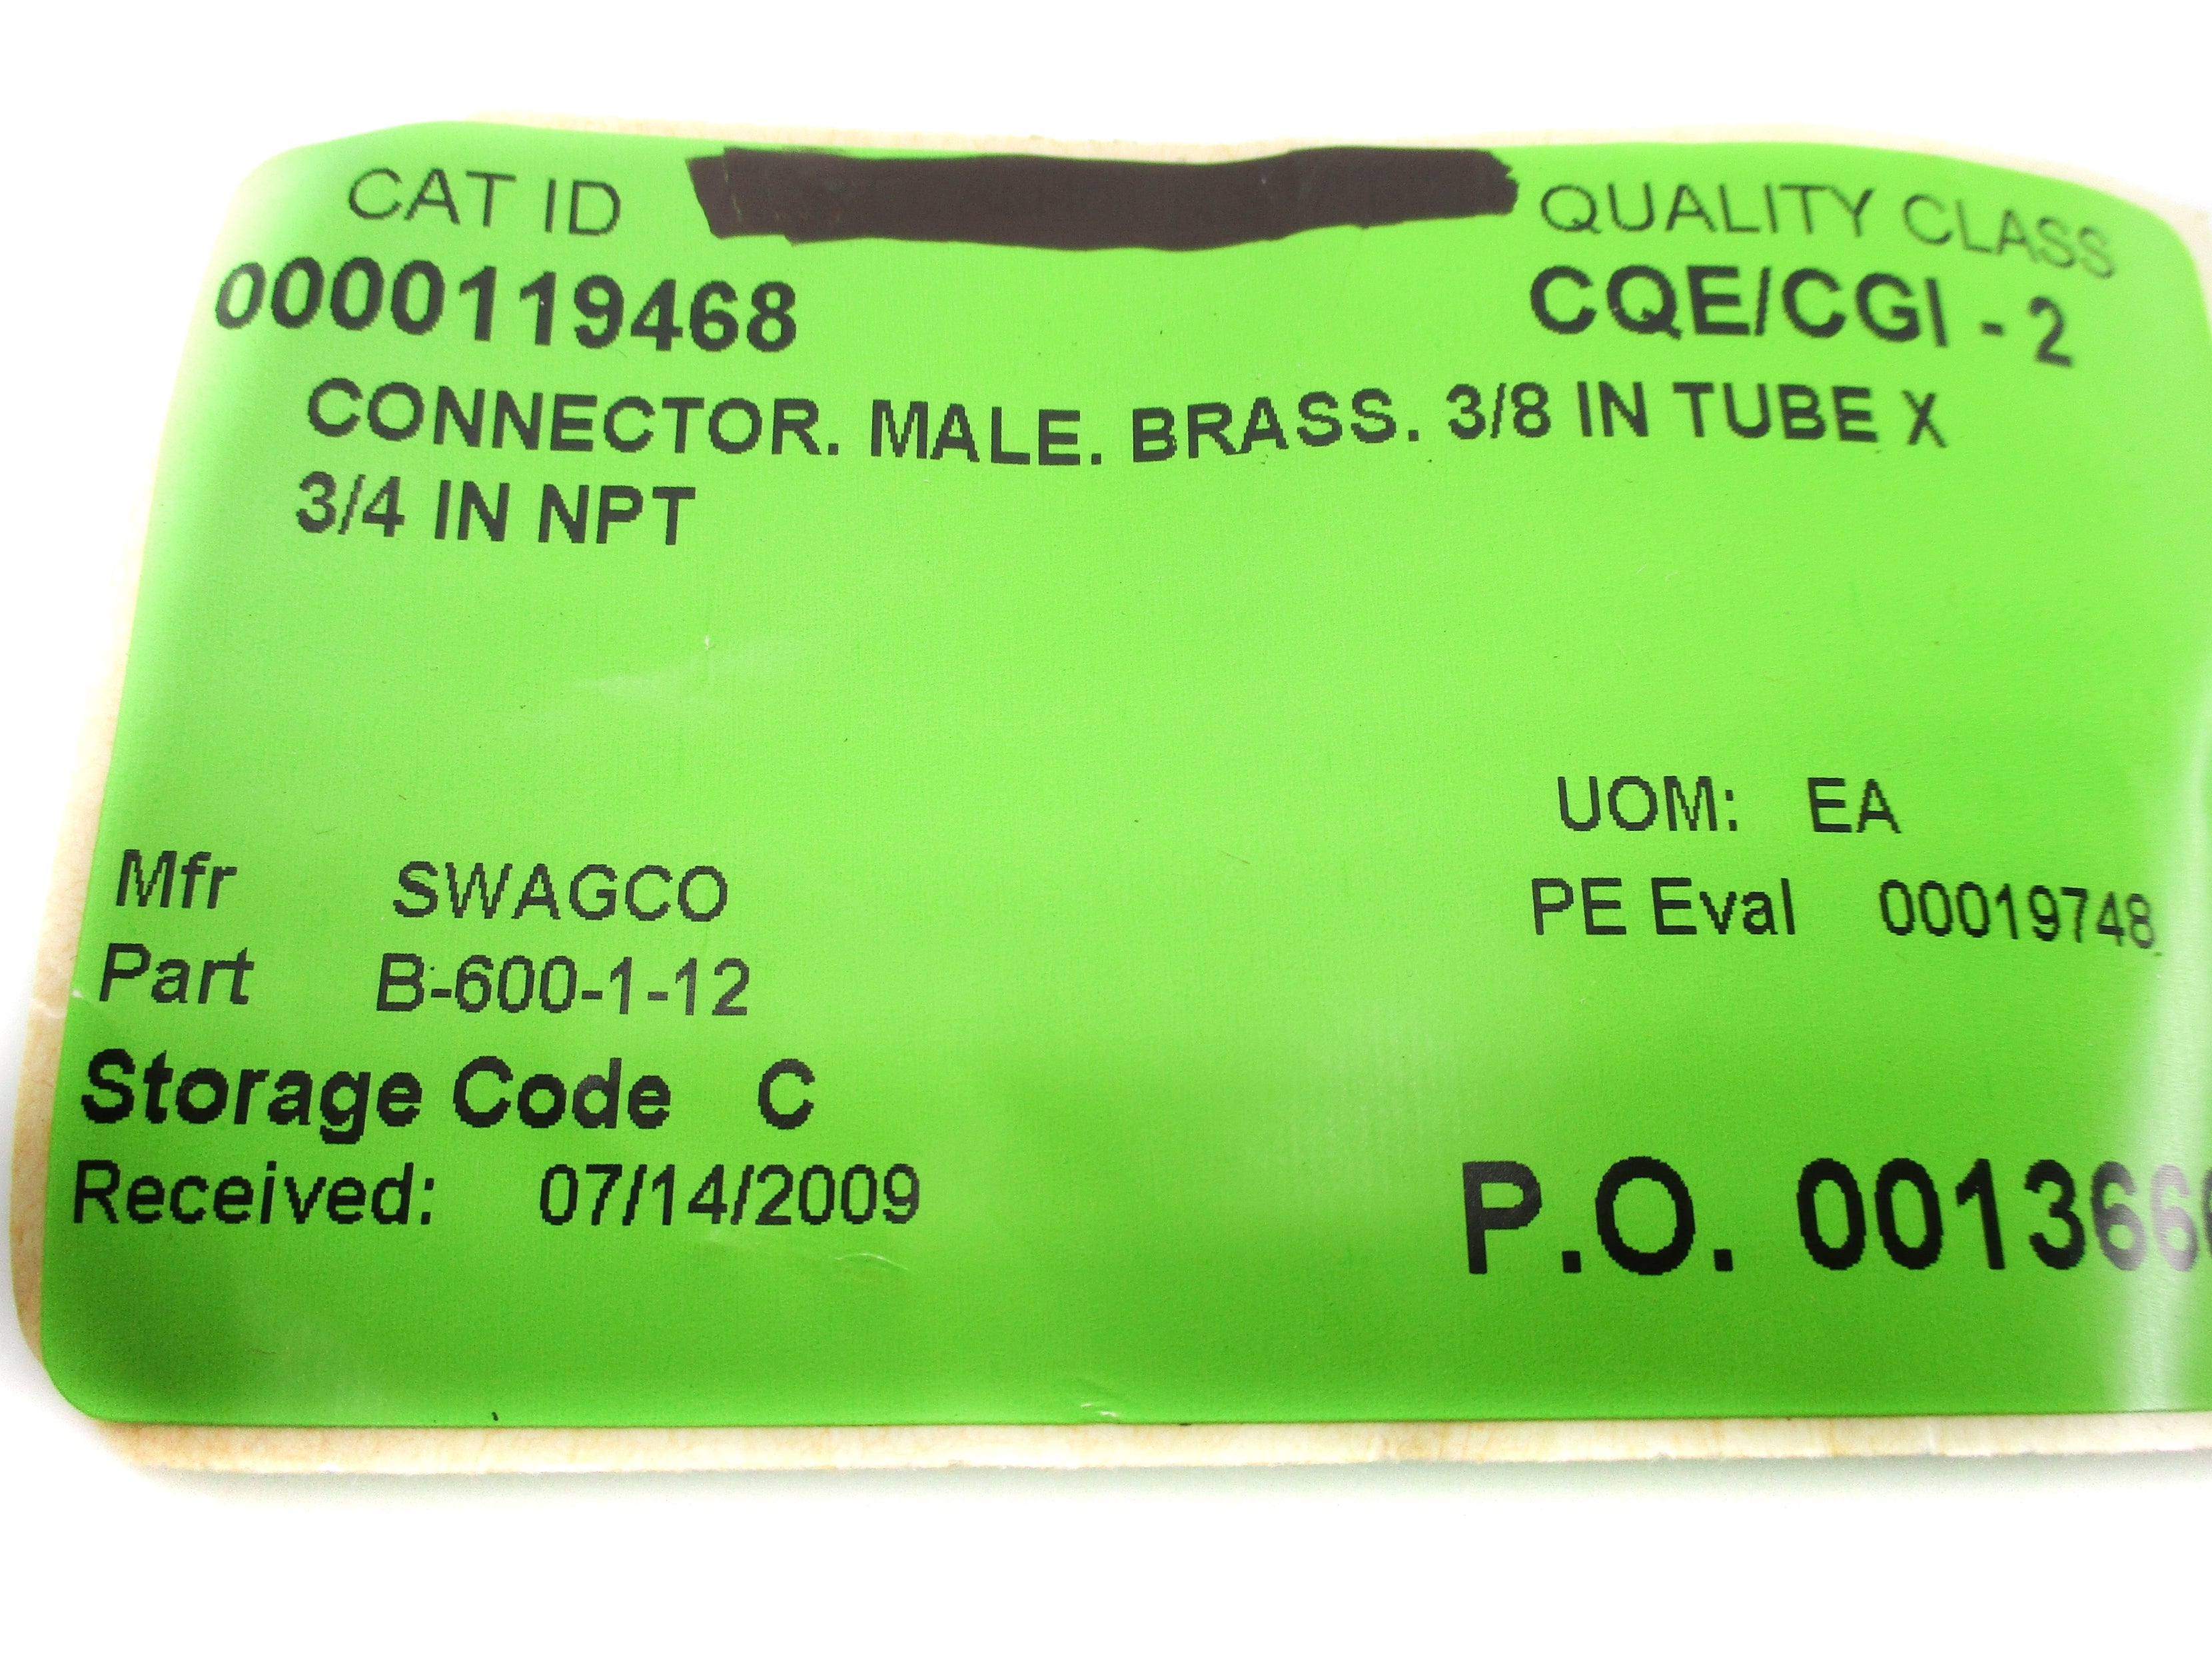 CAT ID QUALITY CLASS
0000119468 CQE/CGI - 2
CONNECTOR. MALE. BRASS. 3/8 IN TUBE X
3/4 IN NPT
UOM: EA
Mfr SWAGCO
PE Eval 00019748
Part B-600-1-12
Storage Code C
Received: 07/14/2009
P.O.